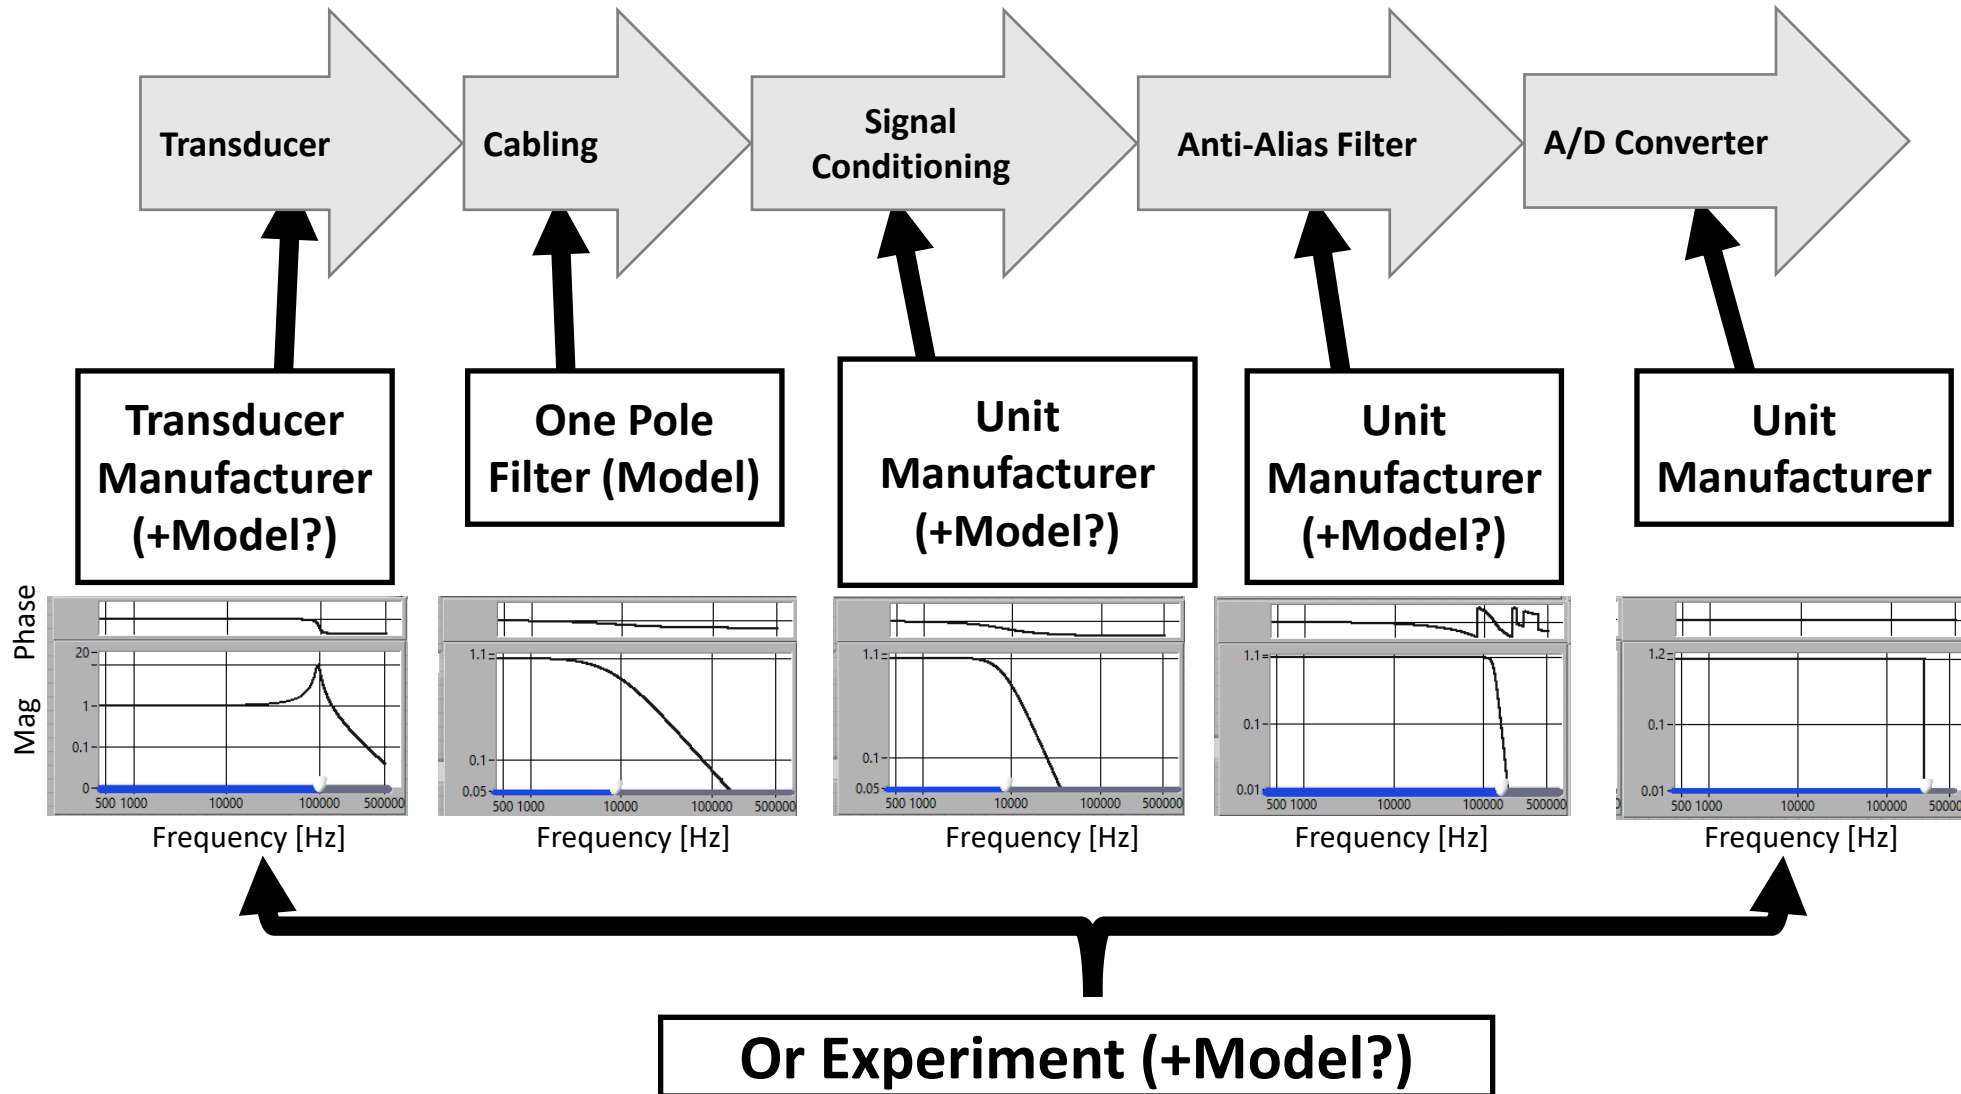 Transducer
Cabling
Signal
Conditioning
Anti-Alias Filter
A/D Converter
Transducer
Manufacturer
(+Model?)
One Pole
Filter (Model)
Unit
Manufacturer
(+Model?)
Unit
Manufacturer
(+Model?)
Unit
Manufacturer
Phase
Mag
20
1
0.1
0
500 1000 10000 100000 500000
Frequency [Hz]
1.1
0.1
0.05
500 1000 10000 100000 500000
Frequency [Hz]
1.1
0.1
0.05
500 1000 10000 100000 500000
Frequency [Hz]
1.1
0.1
0.01
500 1000 10000 100000 500000
Frequency [Hz]
1.2
0.1
0.01
500 1000 10000 100000 50000
Frequency [Hz]
Or Experiment (+Model?)